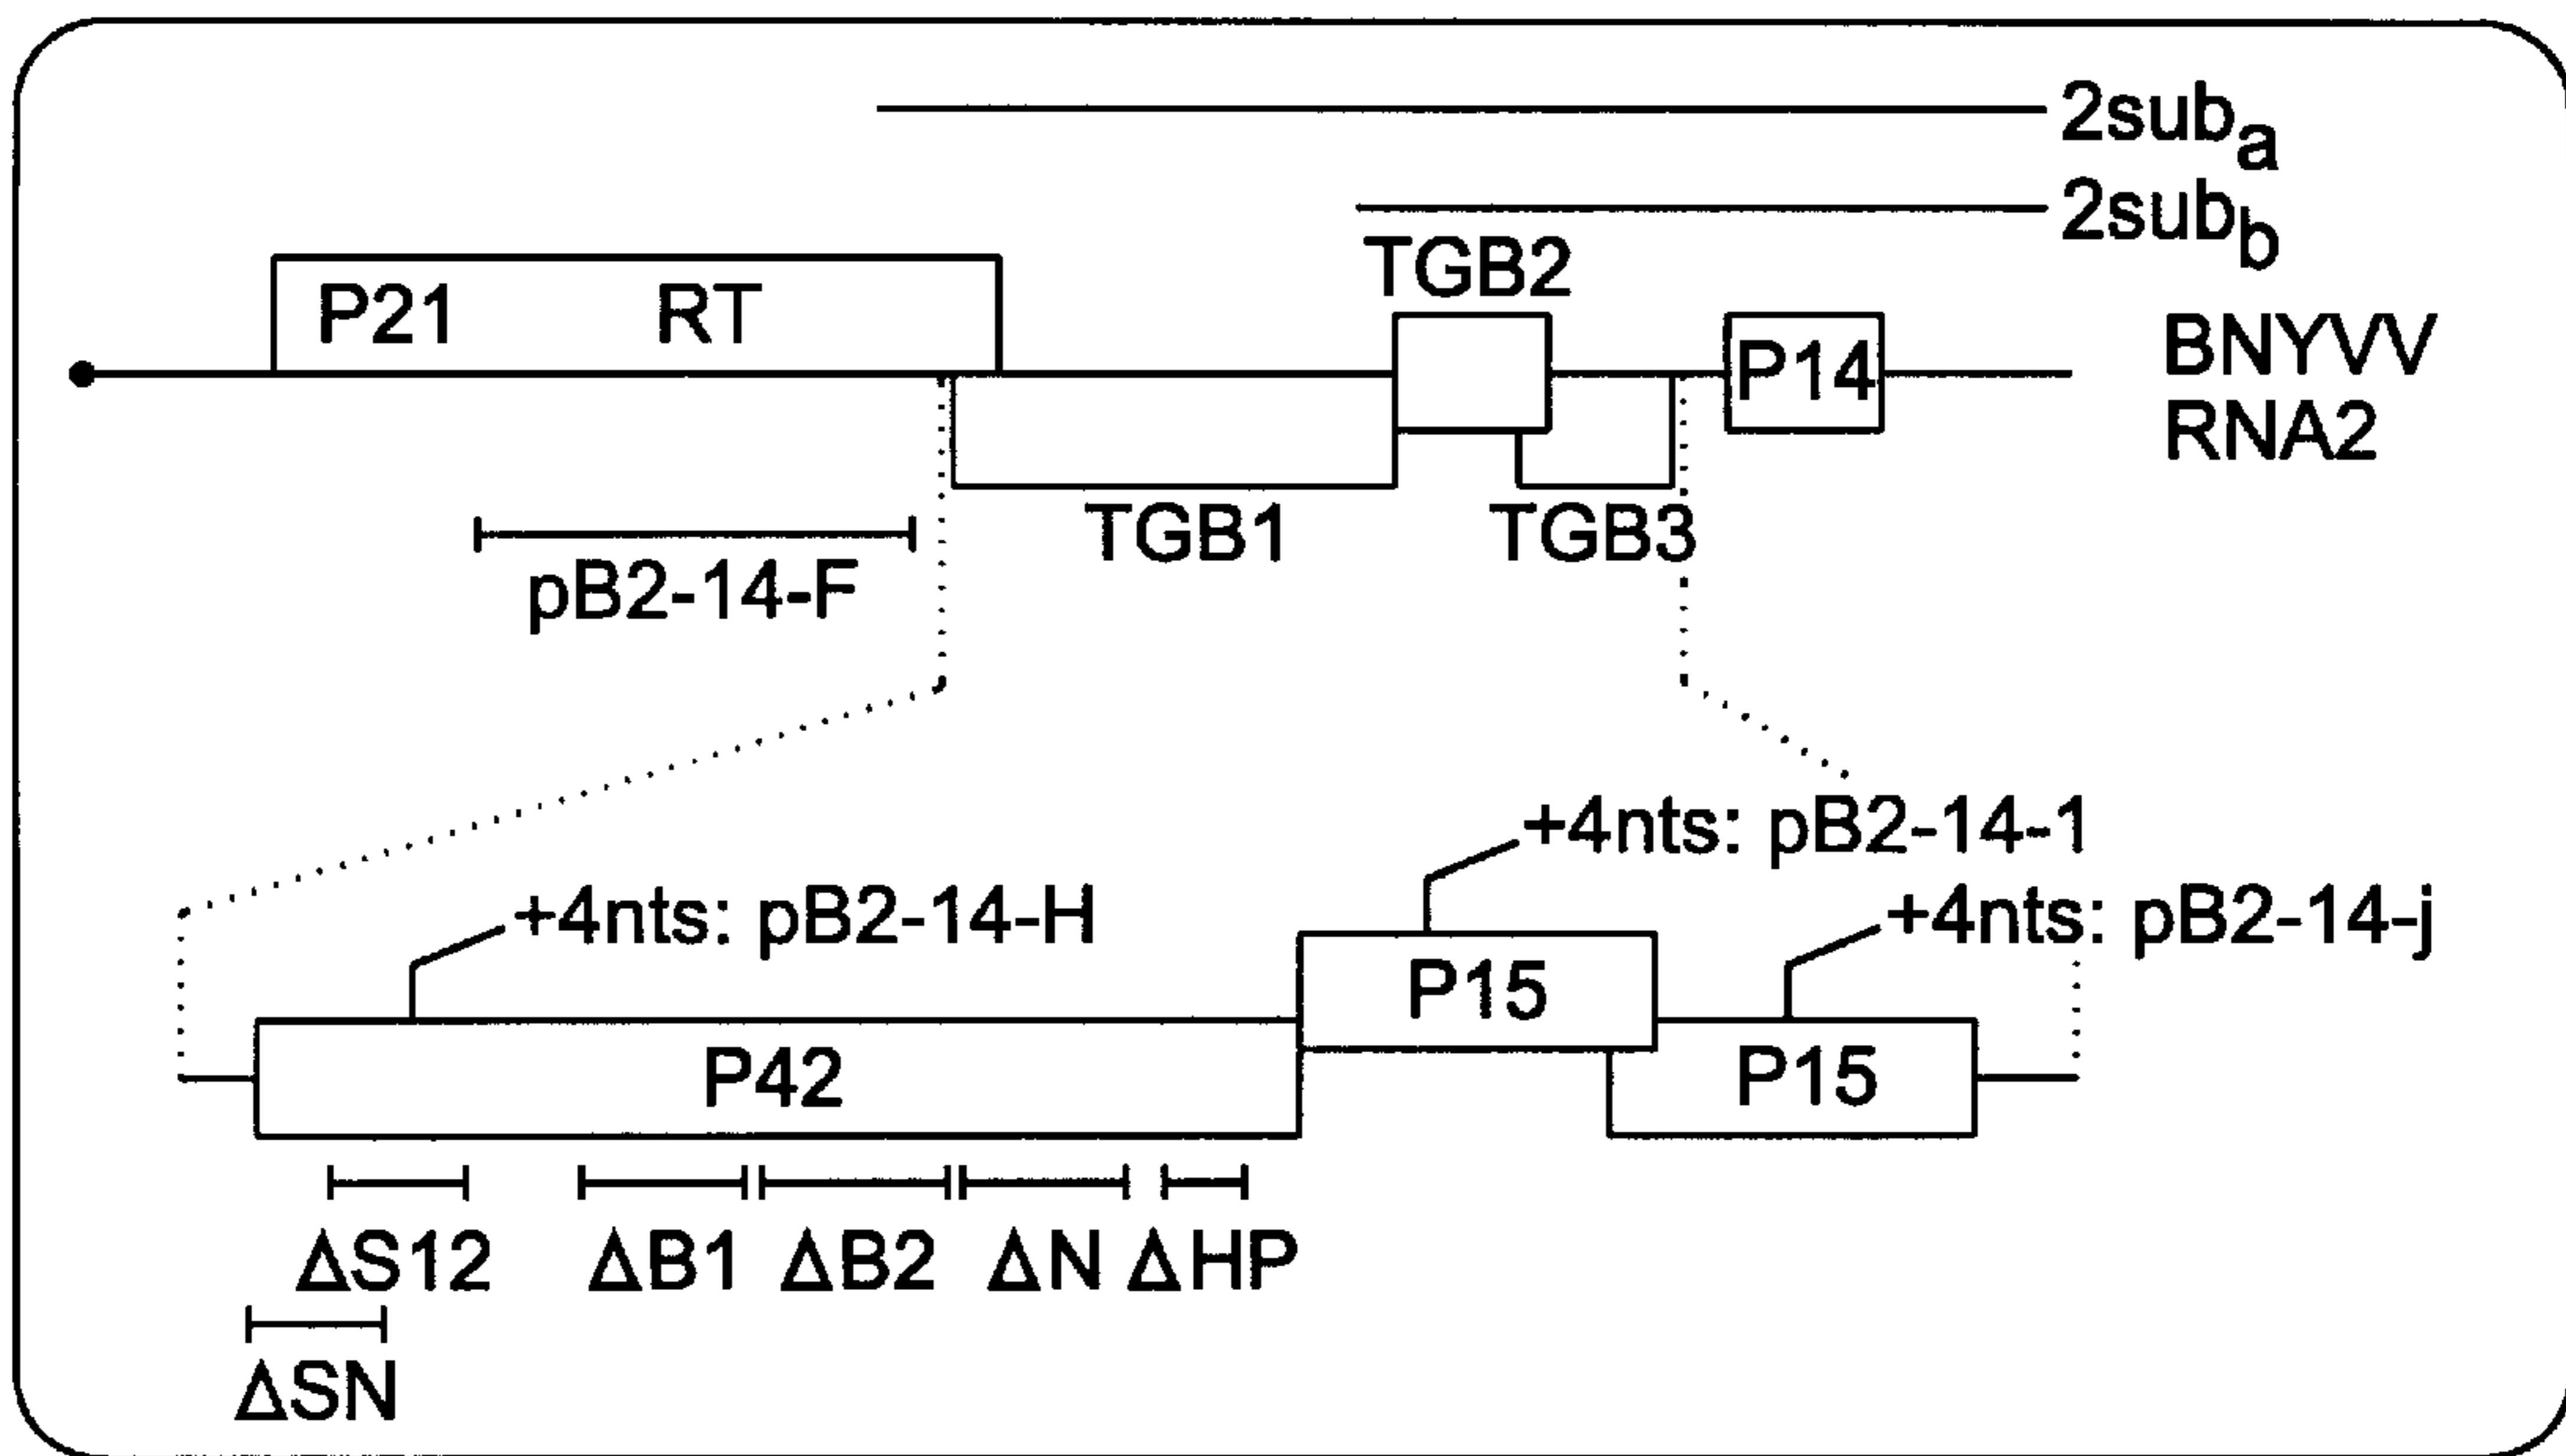 2sub_a
2sub_b
TGB2
P21 RT
P14
BNYVV
RNA2
TGB1
TGB3
pB2-14-F
+4nts: pB2-14-1
+4nts: pB2-14-H
+4nts: pB2-14-j
P15
P42
P15
ΔS12 ΔB1 ΔB2 ΔN ΔHP
ΔSN